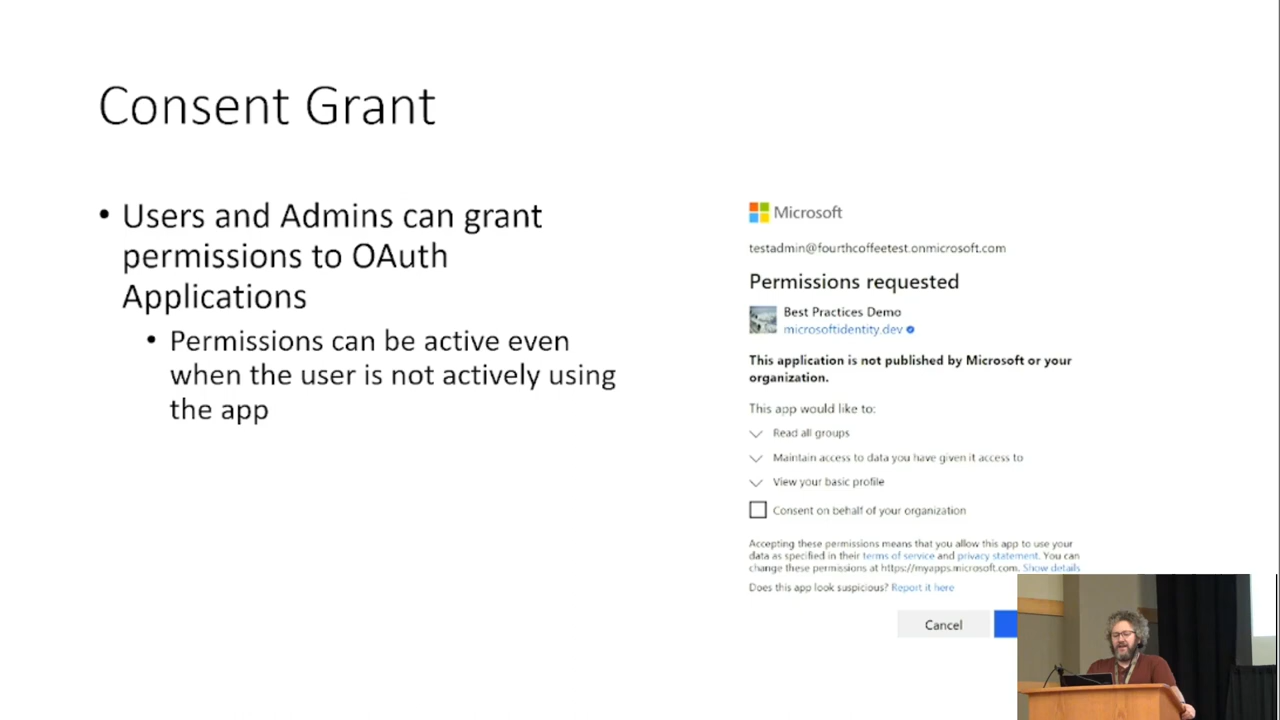 Consent Grant
• Users and Admins can grant
permissions to OAuth
Applications
• Permissions can be active even
when the user is not actively using
the app
Microsoft
testadmin@fourthcoffeetest.onmicrosoft.com
Permissions requested
Best Practices Demo
microsoftidentity.dev
This application is not published by Microsoft or your
organization.
This app would like to:
Read all groups
Maintain access to data you have given it access to
View your basic profile
Consent on behalf of your organization
Accepting these permissions means that you allow this app to use your
data as specified in their terms of service and privacy statement. You can
change these permissions at https://myapps.microsoft.com. Show details
Does this app look suspicious? Report it here
Cancel